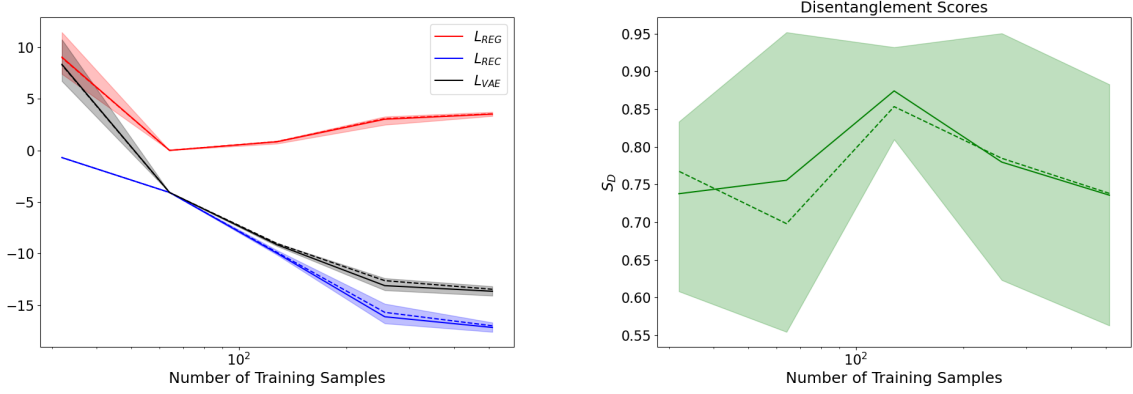 10
5
0
−5
−10
−15
L_REG
L_REC
L_VAE
10²
Number of Training Samples
Disentanglement Scores
0.95
0.90
0.85
0.80
0.75
0.70
0.65
0.60
0.55
S_D
10²
Number of Training Samples